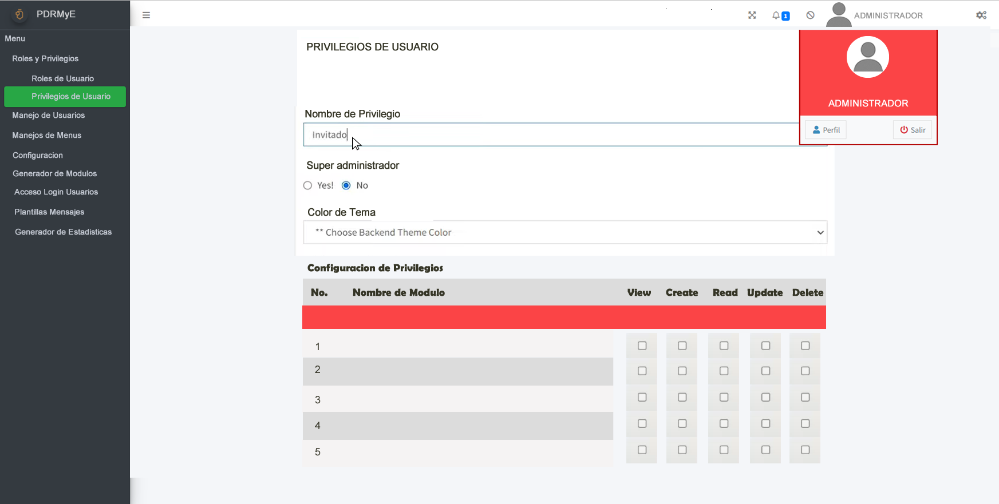 PDRMyE
1
ADMINISTRADOR
Menu
Roles y Privilegios
Roles de Usuario
Privilegios de Usuario
Manejo de Usuarios
Manejos de Menus
Configuracion
Generador de Modulos
Acceso Login Usuarios
Plantillas Mensajes
Generador de Estadisticas
PRIVILEGIOS DE USUARIO
ADMINISTRADOR
Perfil
Salir
Nombre de Privilegio
Invitado
Super administrador
Yes! No
Color de Tema
** Choose Backend Theme Color
Configuracion de Privilegios
No. Nombre de Modulo View Create Read Update Delete
1
2
3
4
5